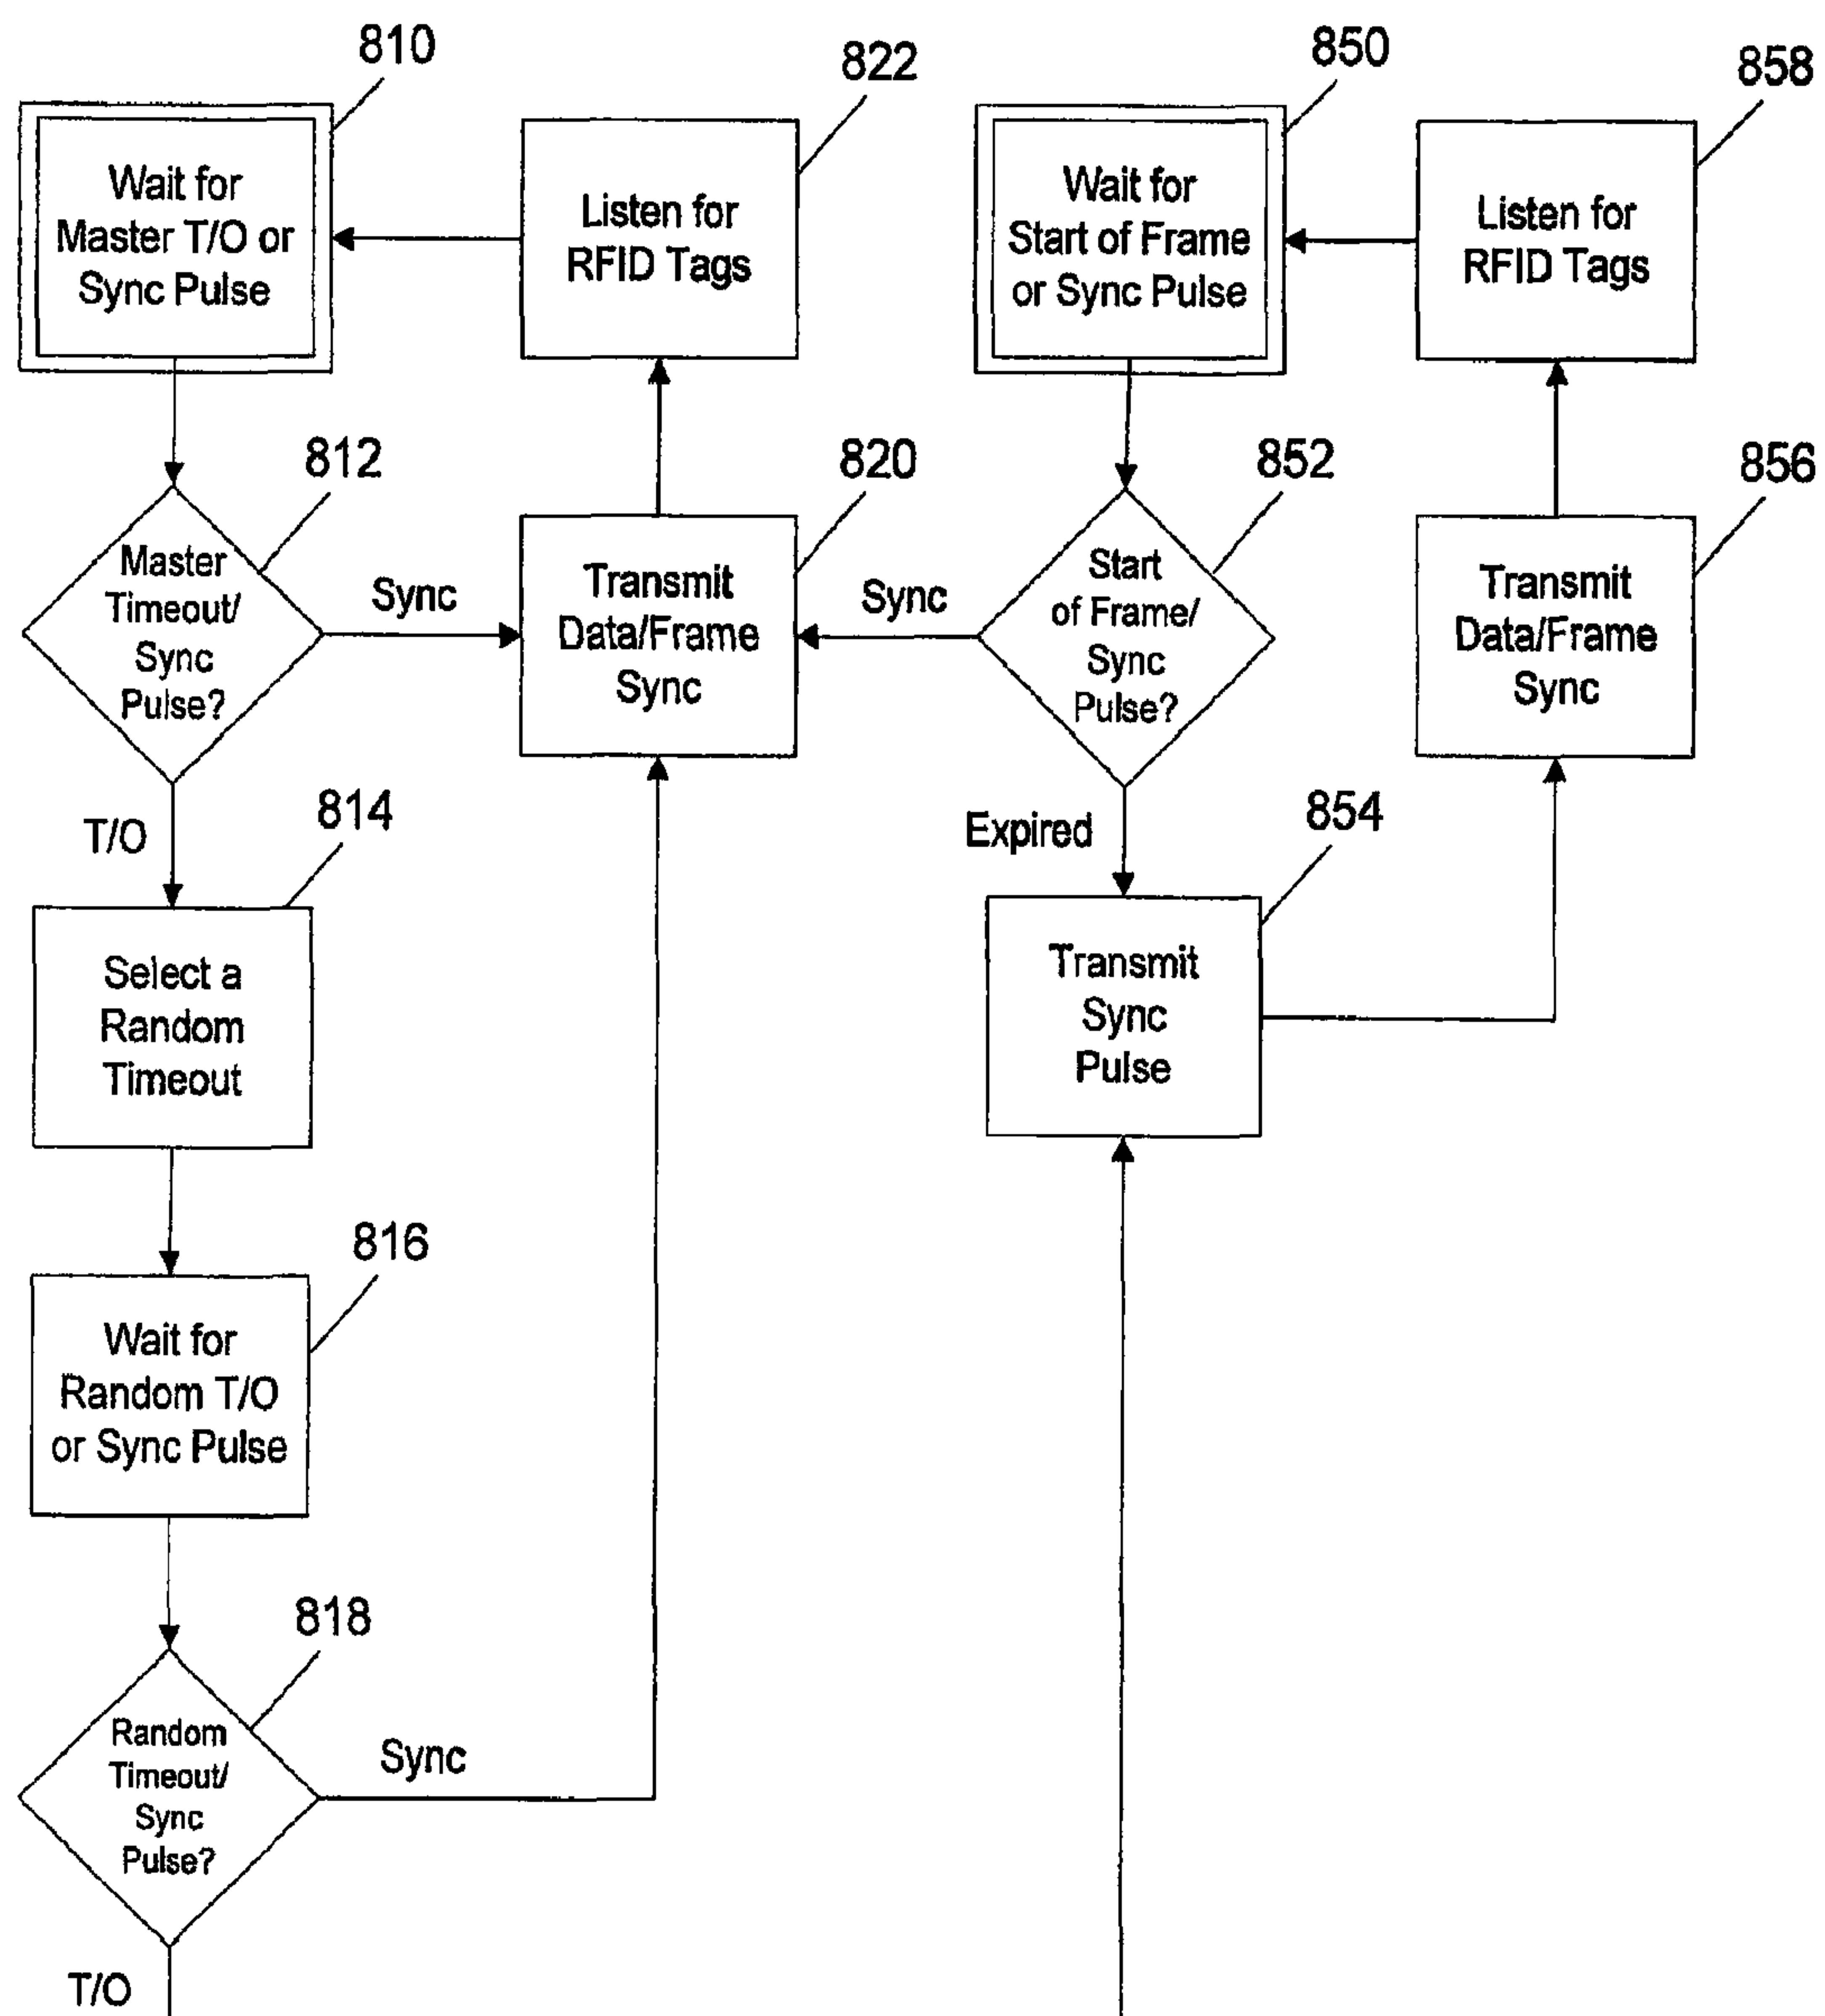 810
822
850
858
Wait for
Master T/O or
Sync Pulse
Listen for
RFID Tags
Wait for
Start of Frame
or Sync Pulse
Listen for
RFID Tags
812
820
852
856
Master
Timeout/
Sync
Pulse?
Sync
Transmit
Data/Frame
Sync
Sync
Start
of Frame/
Sync
Pulse?
Transmit
Data/Frame
Sync
T/O
814
Expired
854
Select a
Random
Timeout
Transmit
Sync
Pulse
816
Wait for
Random T/O
or Sync Pulse
818
Random
Timeout/
Sync
Pulse?
Sync
T/O